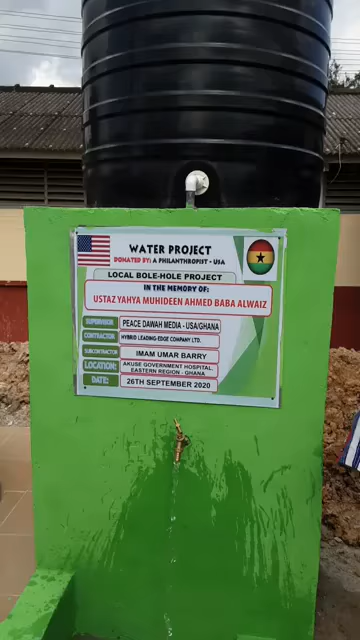 WATER PROJECT
DONATED BY: A PHILANTHROPIST - USA
LOCAL BOLE-HOLE PROJECT
IN THE MEMORY OF:
USTAZ YAHYA MUHIDEEN AHMED BABA ALWAIZ
SUPERVISOR: PEACE DAWAH MEDIA - USA/GHANA
CONTRACTOR: HYBRID LEADING-EDGE COMPANY LTD.
SUBCONTRACTOR: IMAM UMAR BARRY
LOCATION: AKUSE GOVERNMENT HOSPITAL,
EASTERN REGION - GHANA
DATE: 26TH SEPTEMBER 2020